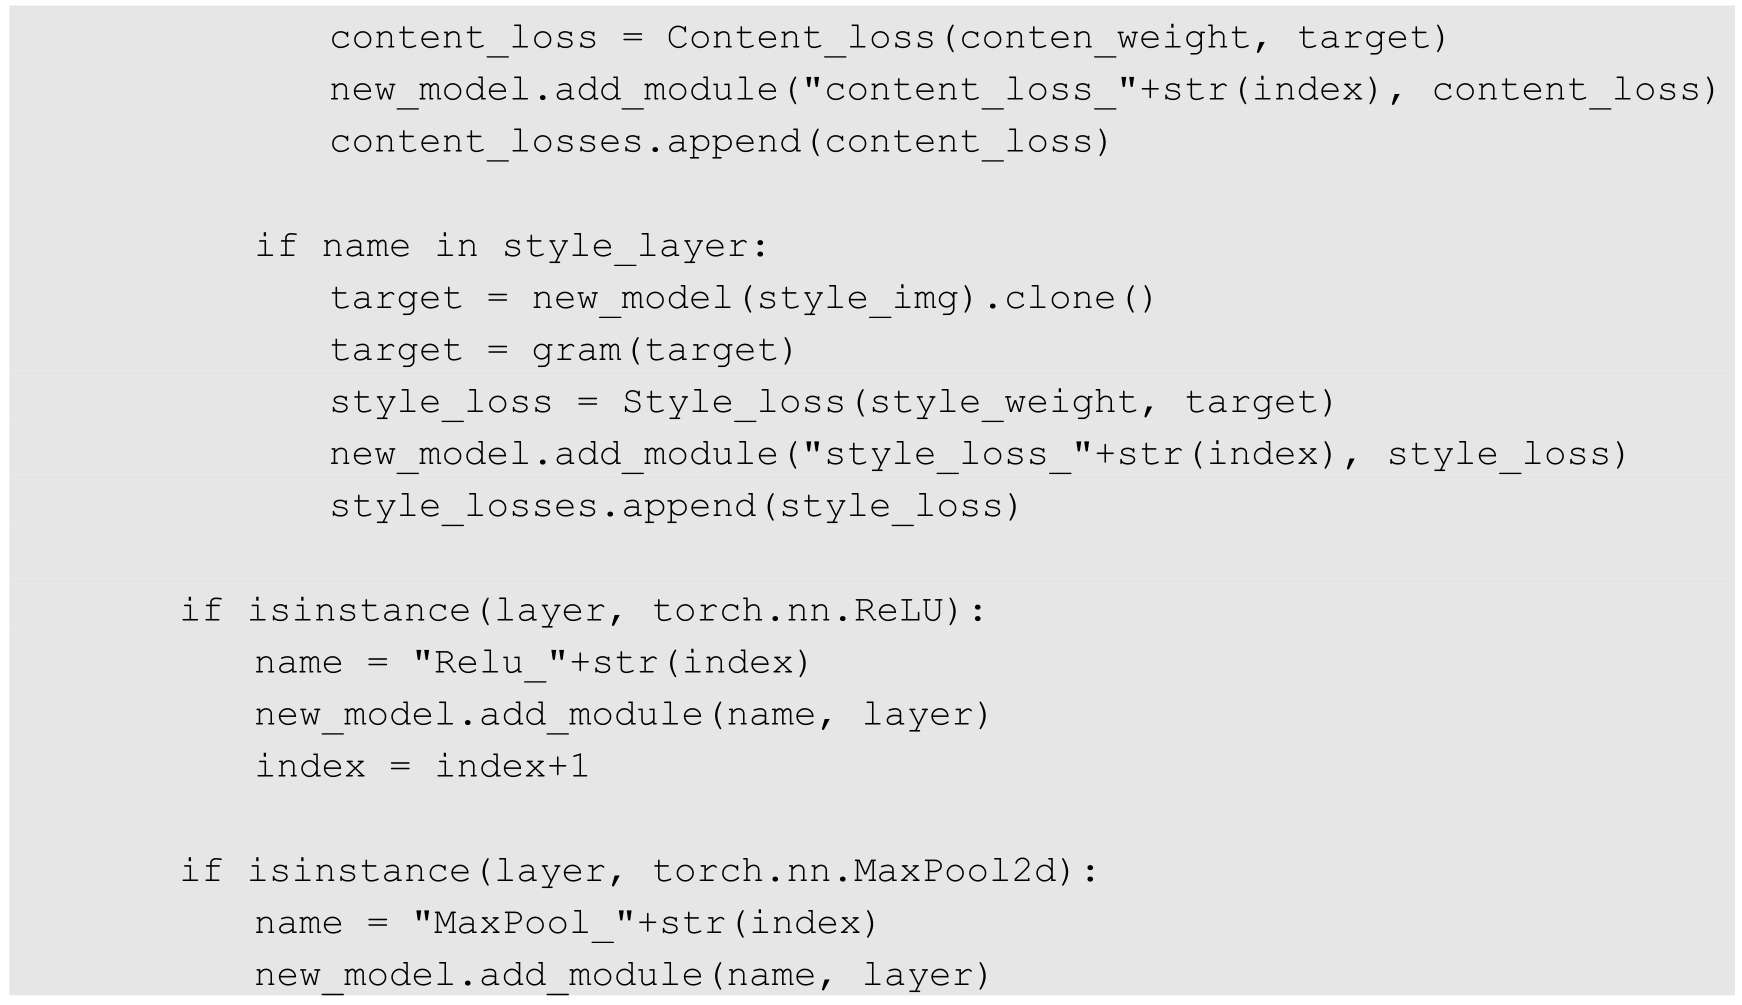 content_loss = Content_loss(conten_weight, target)
new_model.add_module("content_loss_"+str(index), content_loss)
content_losses.append(content_loss)
if name in style_layer:
target = new_model(style_img).clone()
target = gram(target)
style_loss = Style_loss(style_weight, target)
new_model.add_module("style_loss_"+str(index), style_loss)
style_losses.append(style_loss)
if isinstance(layer, torch.nn.ReLU):
name = "Relu_"+str(index)
new_model.add_module(name, layer)
index = index+1
if isinstance(layer, torch.nn.MaxPool2d):
name = "MaxPool_"+str(index)
new_model.add_module(name, layer)